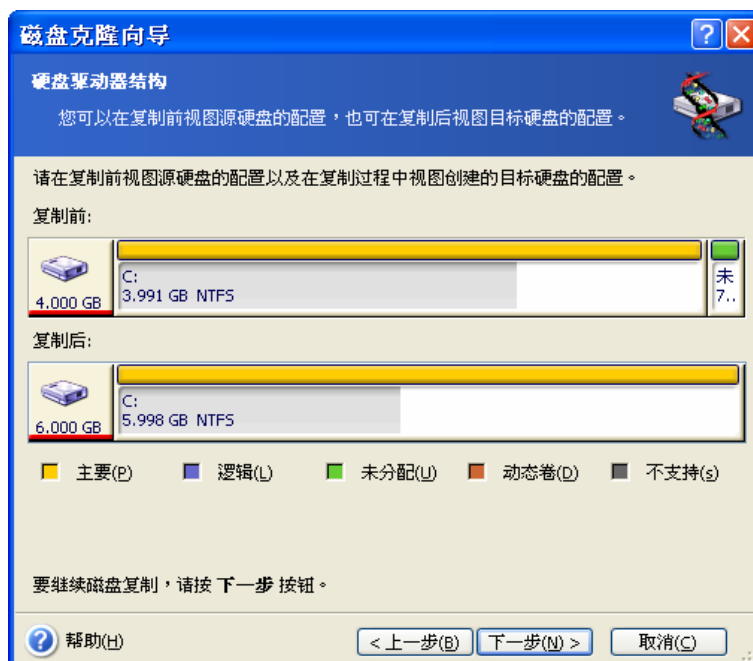 磁盘克隆向导
硬盘驱动器结构
您可以在复制前视图源硬盘的配置，也可在复制后视图目标硬盘的配置。
请在复制前视图源硬盘的配置以及在复制过程中视图创建的目标硬盘的配置。
复制前:
4.000 GB
C:
3.991 GB NTFS
未
7..
复制后:
6.000 GB
C:
5.998 GB NTFS
主要(P) 逻辑(L) 未分配(U) 动态卷(D) 不支持(s)
要继续磁盘复制，请按 下一步 按钮。
帮助(H) <上一步(B) 下一步(N) > 取消(C)